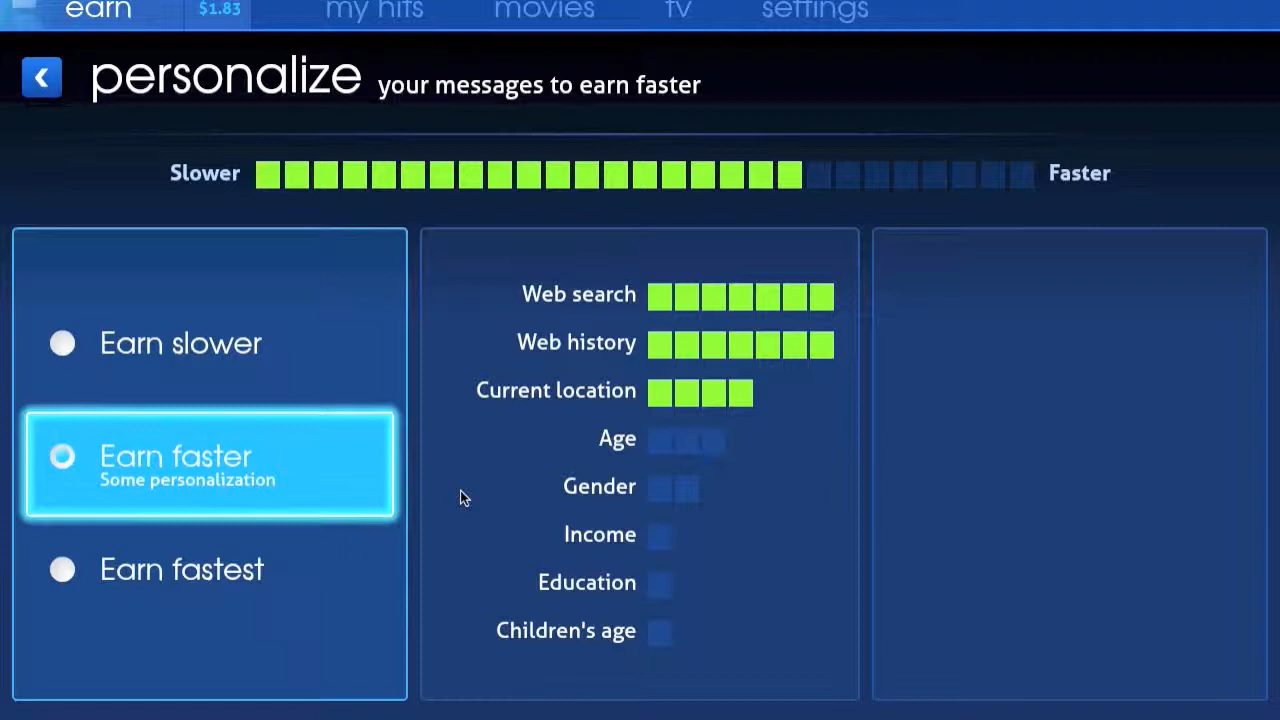 earn $1.83 my hits movies tv settings
personalize your messages to earn faster
Slower Faster
Earn slower
Earn faster
Some personalization
Earn fastest
Web search
Web history
Current location
Age
Gender
Income
Education
Children's age